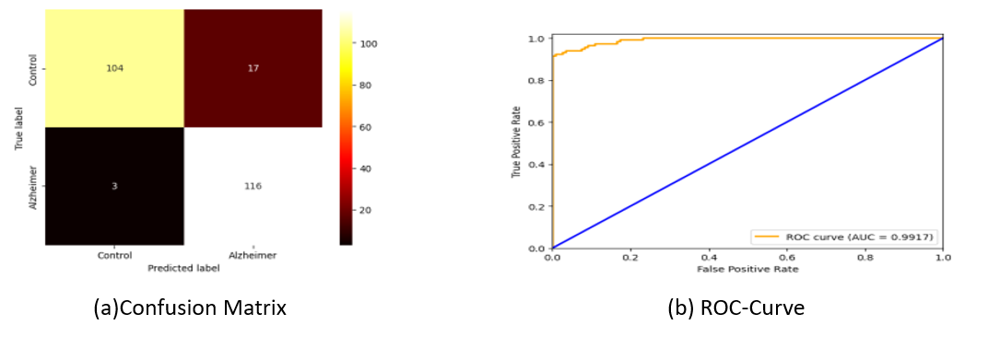 104
17
3
116
Control
Alzheimer
True label
Control
Alzheimer
Predicted label
100
80
60
40
20
(a)Confusion Matrix
1.0
0.8
0.6
0.4
0.2
0.0
True Positive Rate
ROC curve (AUC = 0.9917)
0.0
0.2
0.4
0.6
0.8
1.0
False Positive Rate
(b) ROC-Curve